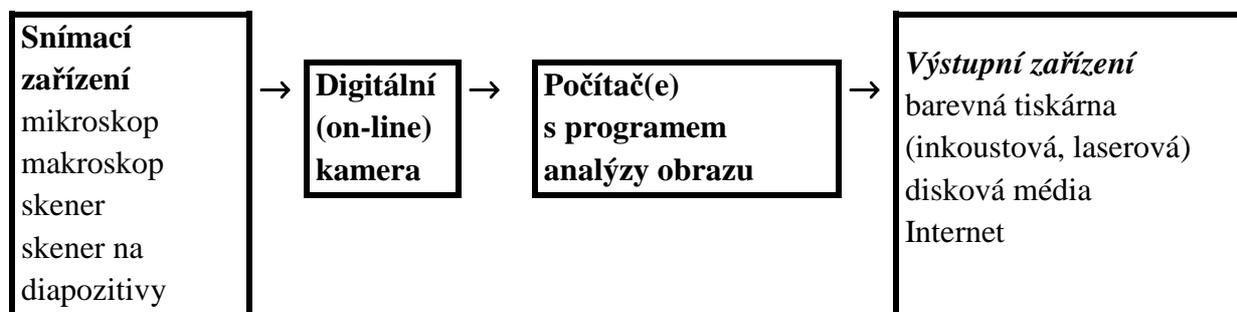 Snímací
zařízení
mikroskop
makroskop
skener
skener na
diapozitivy
→
Digitální
(on-line)
kamera
→
Počítač(e)
s programem
analýzy obrazu
→
Výstupní zařízení
barevná tiskárna
(inkoustová, laserová)
disková média
Internet